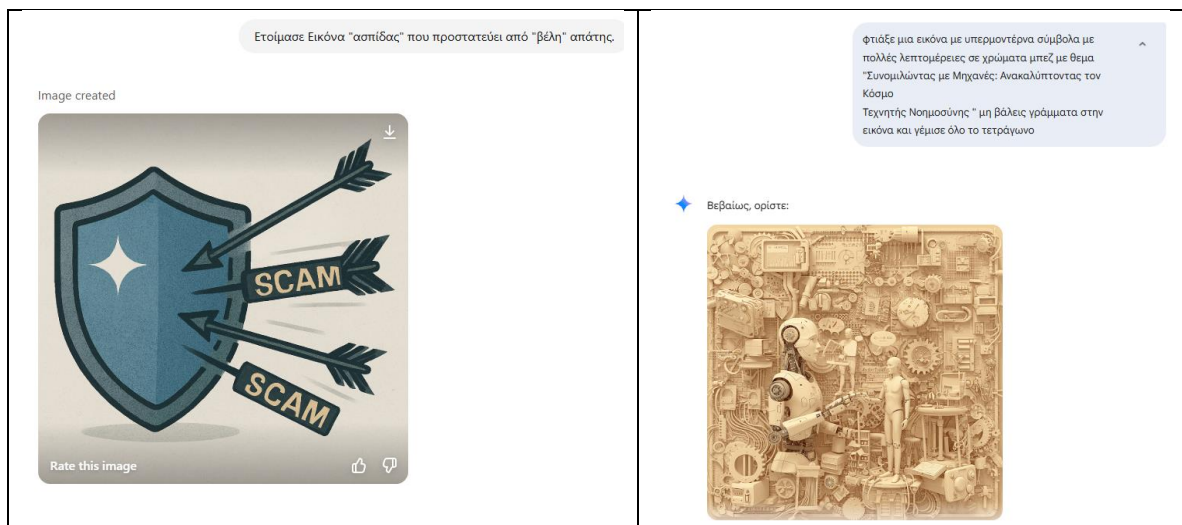 Ετοίμασε Εικόνα "ασπίδας" που προστατεύει από "βέλη" απάτης.
Image created
SCAM
SCAM
Rate this image
φτιάξε μια εικόνα με υπερμοντέρνα σύμβολα με
πολλές λεπτομέρειες σε χρώματα μπεζ με θεμα
"Συνομιλώντας με Μηχανές: Ανακαλύπτοντας τον
Κόσμο
Τεχνητής Νοημοσύνης " μη βάλεις γράμματα στην
εικόνα και γέμισε όλο το τετράγωνο
Βεβαίως, ορίστε: